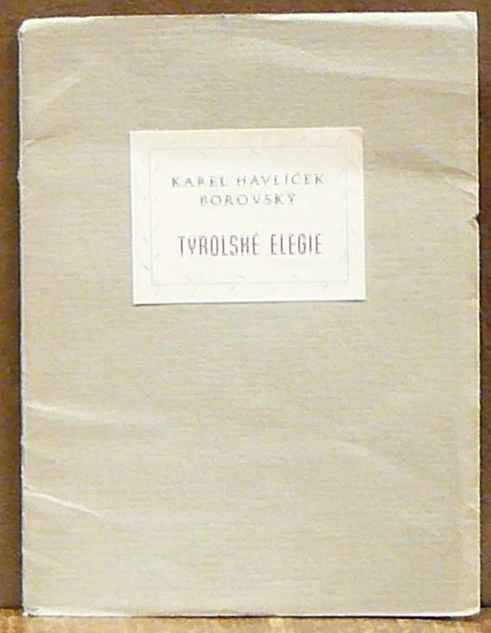 KAREL HAVLÍČEK
BOROVSKÝ
TYROLSKÉ ELEGIE